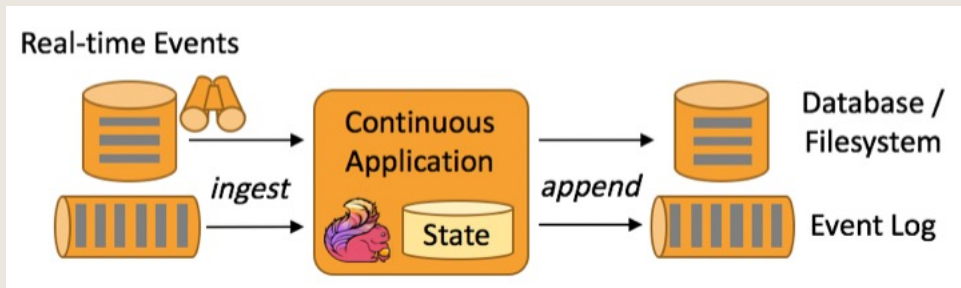 Real-time Events
Continuous
Application
Database /
Filesystem
ingest
append
State
Event Log